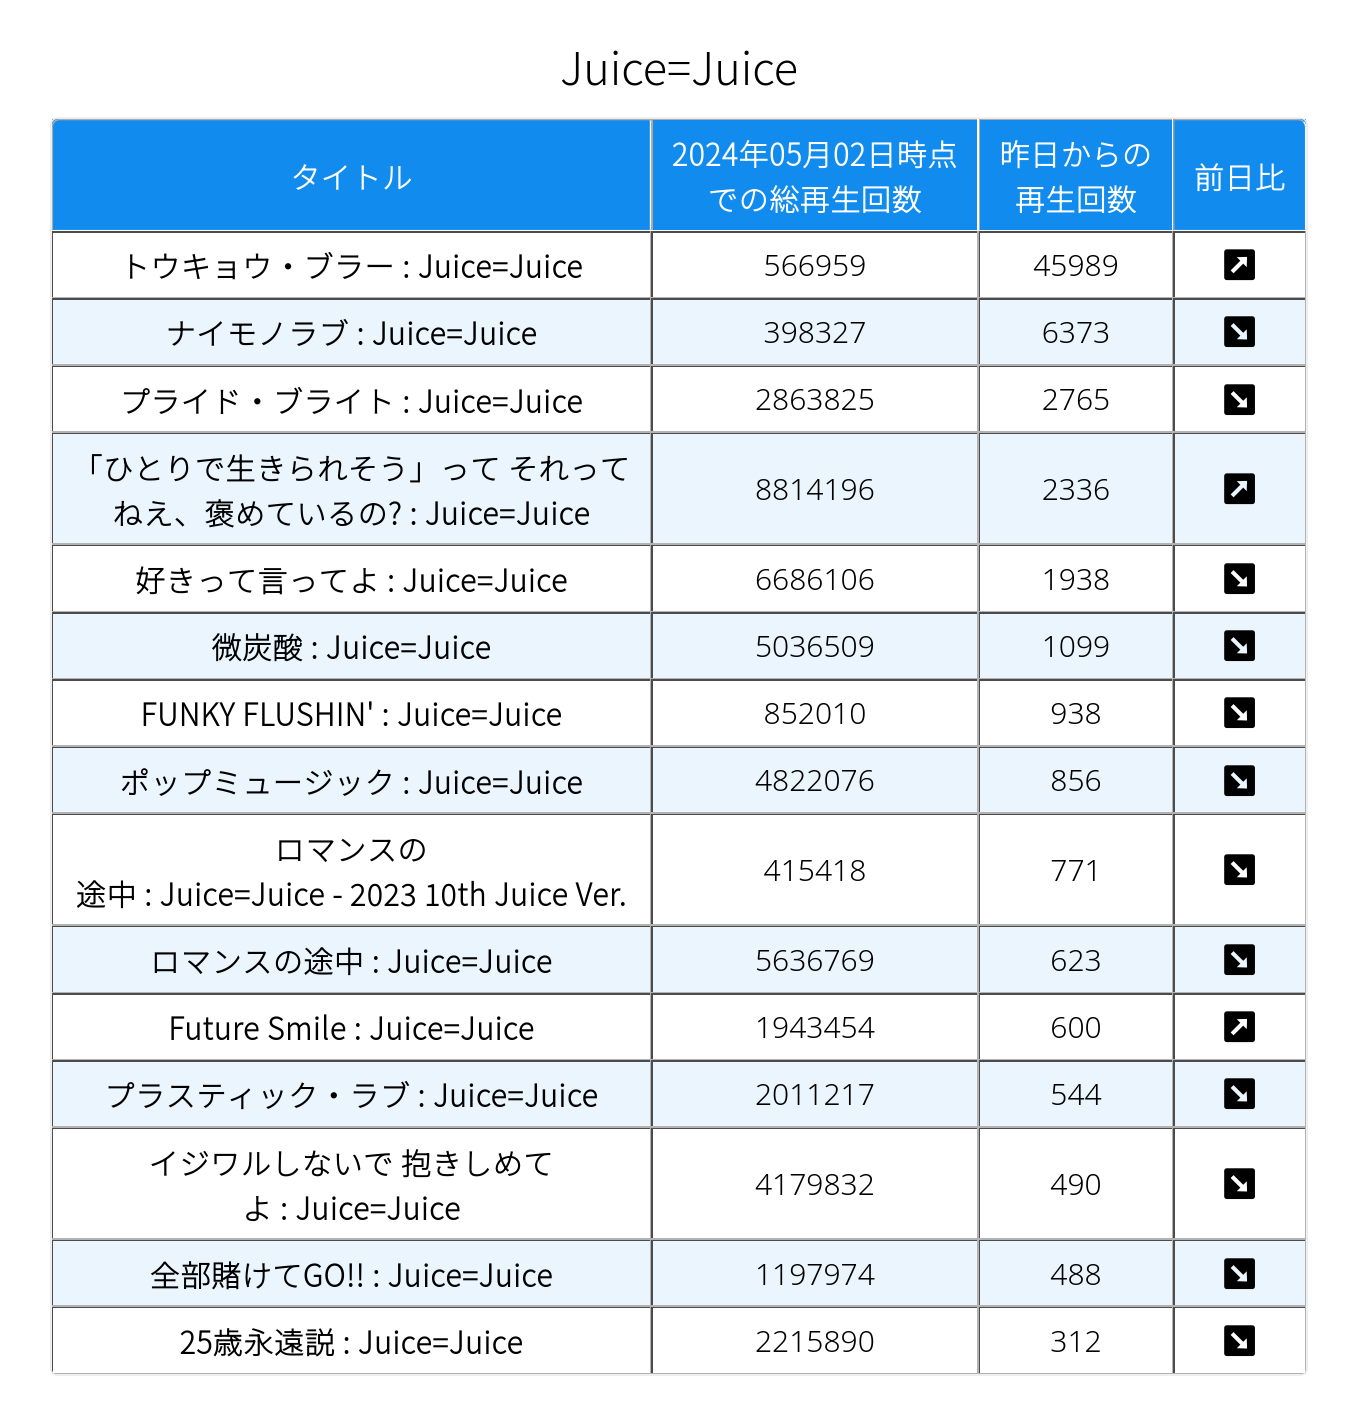 Juice=Juice
タイトル
2024年05月02日時点
での総再生回数
昨日からの
再生回数
前日比
トウキョウ・ブラー : Juice=Juice 566959 45989
ナイモノラブ : Juice=Juice 398327 6373
プライド・ブライト : Juice=Juice 2863825 2765
「ひとりで生きられそう」って それって
ねえ、褒めているの? : Juice=Juice
8814196 2336
好きって言ってよ : Juice=Juice 6686106 1938
微炭酸 : Juice=Juice 5036509 1099
FUNKY FLUSHIN' : Juice=Juice 852010 938
ポップミュージック : Juice=Juice 4822076 856
ロマンスの
途中 : Juice=Juice - 2023 10th Juice Ver.
415418 771
ロマンスの途中 : Juice=Juice 5636769 623
Future Smile : Juice=Juice 1943454 600
プラスティック・ラブ : Juice=Juice 2011217 544
イジワルしないで 抱きしめて
よ : Juice=Juice
4179832 490
全部賭けてGO!! : Juice=Juice 1197974 488
25歳永遠説 : Juice=Juice 2215890 312